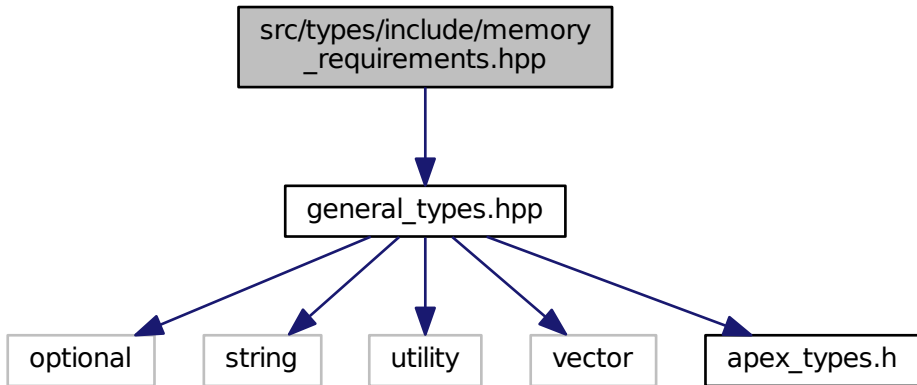 src/types/include/memory
_requirements.hpp
general_types.hpp
optional
string
utility
vector
apex_types.h